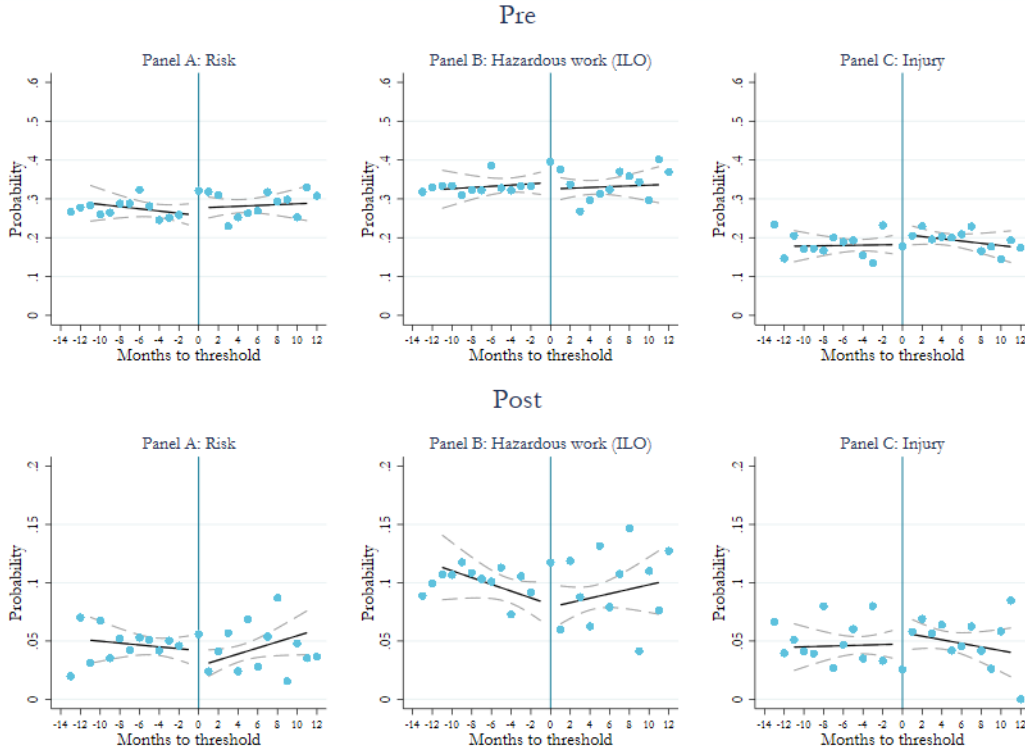 Pre
Panel A: Risk
Probability
.6
.5
.4
.3
.2
.1
0
-14 -12 -10 -8 -6 -4 -2 0 2 4 6 8 10 12
Months to threshold
Panel B: Hazardous work (ILO)
Probability
.6
.5
.4
.3
.2
.1
0
-14 -12 -10 -8 -6 -4 -2 0 2 4 6 8 10 12
Months to threshold
Panel C: Injury
Probability
.6
.5
.4
.3
.2
.1
0
-14 -12 -10 -8 -6 -4 -2 0 2 4 6 8 10 12
Months to threshold
Post
Panel A: Risk
Probability
.2
.15
.1
.05
0
-14 -12 -10 -8 -6 -4 -2 0 2 4 6 8 10 12
Months to threshold
Panel B: Hazardous work (ILO)
Probability
.2
.15
.1
.05
0
-14 -12 -10 -8 -6 -4 -2 0 2 4 6 8 10 12
Months to threshold
Panel C: Injury
Probability
.2
.15
.1
.05
0
-14 -12 -10 -8 -6 -4 -2 0 2 4 6 8 10 12
Months to threshold